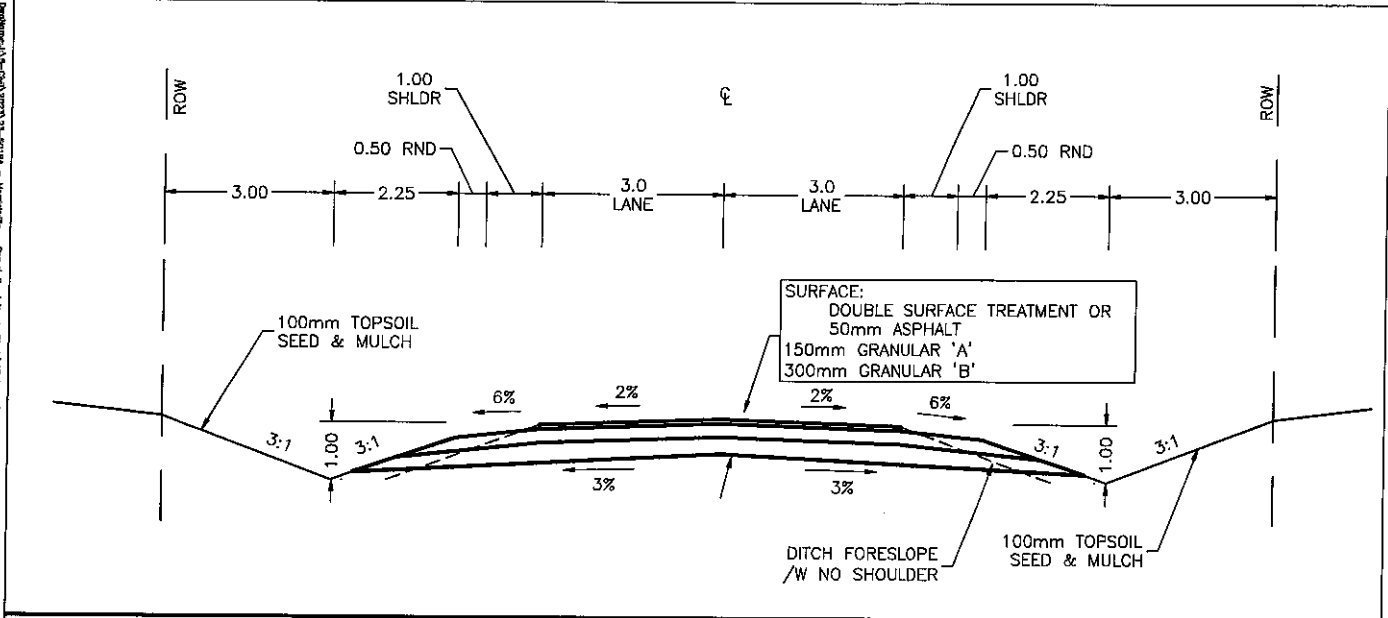 ROW
1.00
SHLDR
℄
1.00
SHLDR
ROW
0.50 RND
0.50 RND
3.00
2.25
3.0
LANE
3.0
LANE
2.25
3.00
SURFACE:
DOUBLE SURFACE TREATMENT OR
50mm ASPHALT
150mm GRANULAR 'A'
300mm GRANULAR 'B'
100mm TOPSOIL
SEED & MULCH
6%
2%
2%
6%
3:1
1.00
3:1
3:1
1.00
3:1
3%
3%
DITCH FORESLOPE
/W NO SHOULDER
100mm TOPSOIL
SEED & MULCH